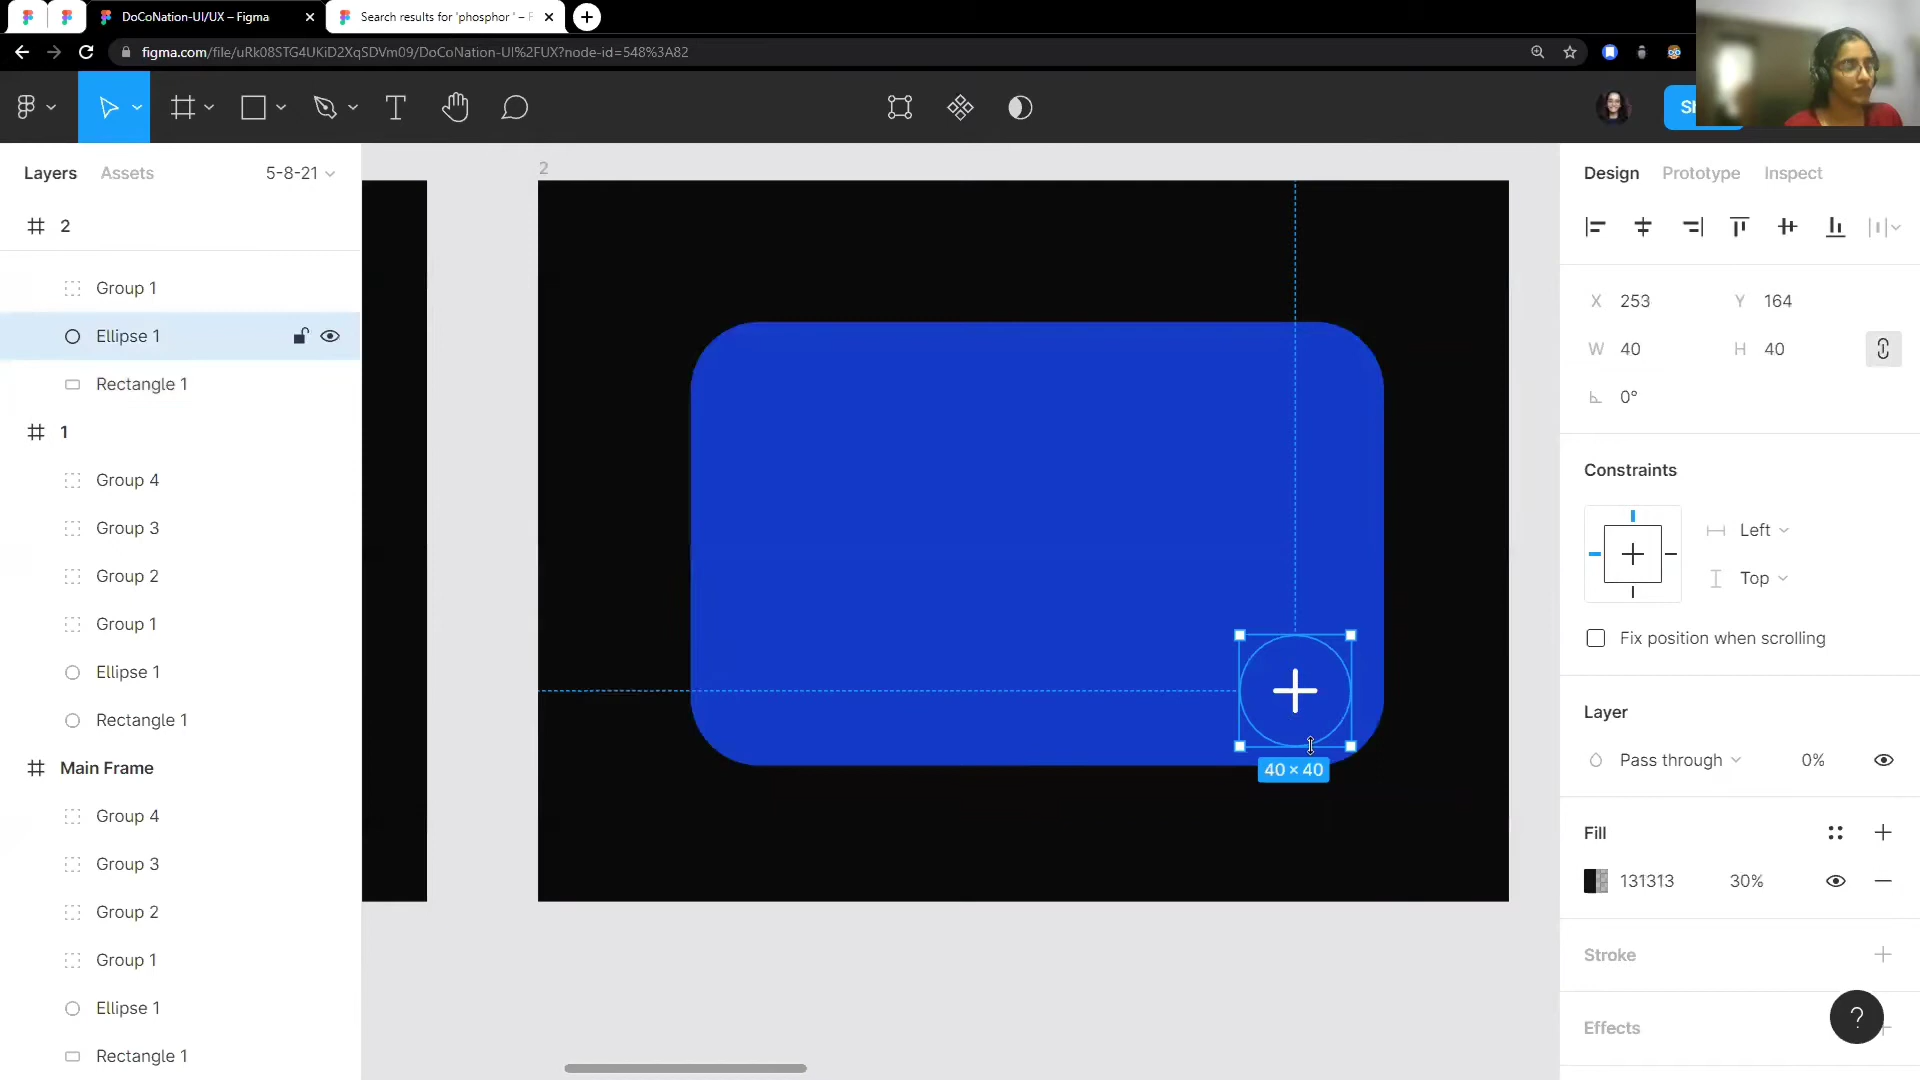 DoCoNation-UI/UX – Figma
Search results for 'phosphor ' – F
figma.com/file/uRk08STG4UKiD2XqSDVm09/DoCoNation-UI%2FUX?node-id=548%3A82
Layers
Assets
5-8-21
2
Group 1
Ellipse 1
Rectangle 1
1
Group 4
Group 3
Group 2
Group 1
Ellipse 1
Rectangle 1
Main Frame
Group 4
Group 3
Group 2
Group 1
Ellipse 1
Rectangle 1
2
40 × 40
Design
Prototype
Inspect
X 253 Y 164
W 40 H 40
0°
Constraints
Left
Top
Fix position when scrolling
Layer
Pass through 0%
Fill
131313 30%
Stroke
Effects
?